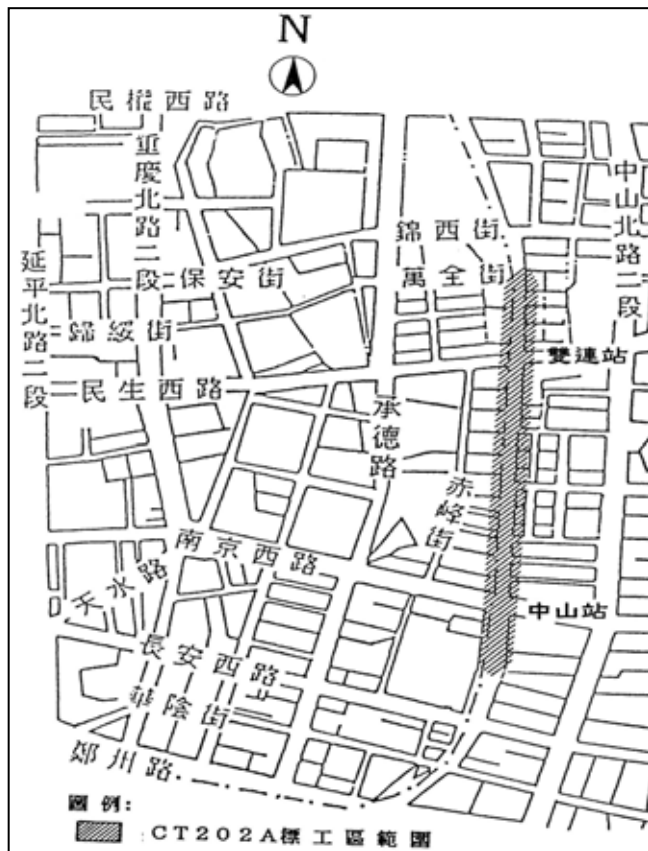 N
民權西路
重慶北路二段
中山北路二段
錦西街
延平北路二段
保安街
萬全街
歸綏街
雙連站
民生西路
承德路
赤峰街
南京西路
天水路
中山站
長安西路
華陰街
鄭州路
圖例:
CT202A標工區範圍